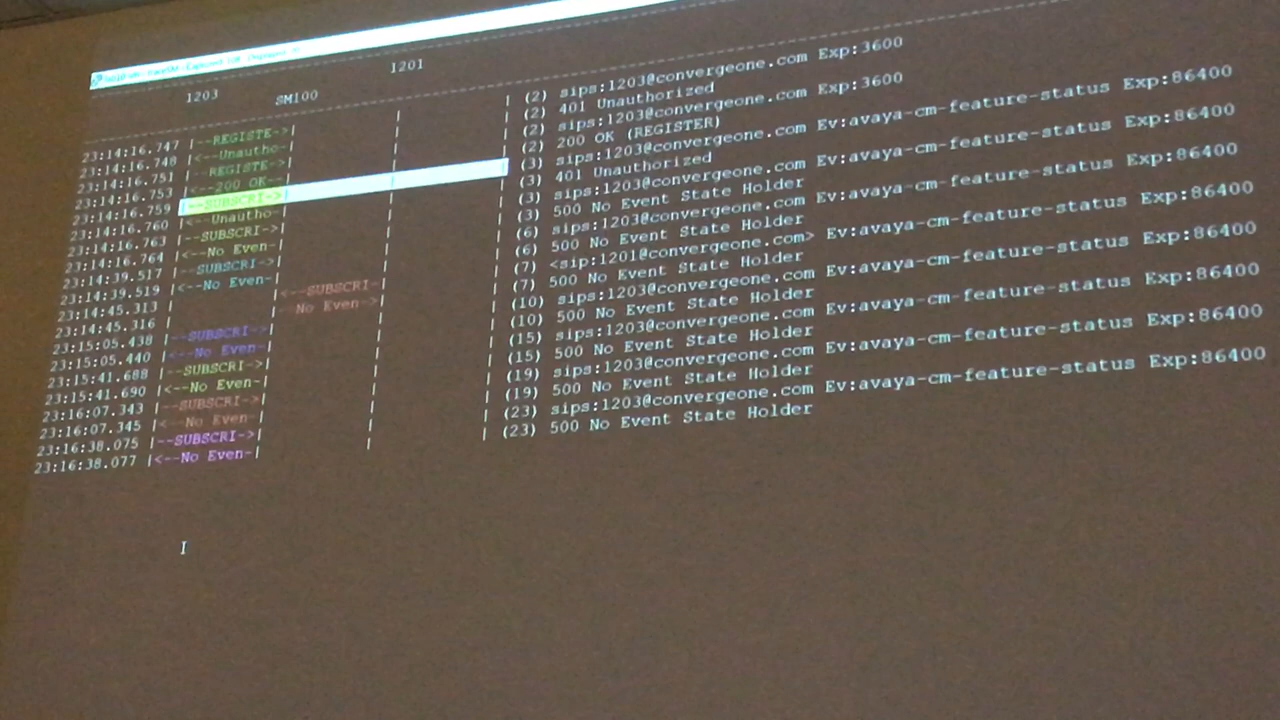 1201
1203 SM100
23:14:16.747 |--REGISTE->| | | (2) sips:1203@convergeone.com Exp:3600
23:14:16.748 |<--Unautho-| | | (2) 401 Unauthorized
23:14:16.751 |--REGISTE->| | | (2) sips:1203@convergeone.com Exp:3600
23:14:16.753 |<--200 OK--| | | (2) 200 OK (REGISTER)
23:14:16.759 |--SUBSCRI->| | | (3) sips:1203@convergeone.com Ev:avaya-cm-feature-status Exp:86400
23:14:16.760 |<--Unautho-| | | (3) 401 Unauthorized
23:14:16.763 |--SUBSCRI->| | | (3) sips:1203@convergeone.com Ev:avaya-cm-feature-status Exp:86400
23:14:16.764 |<--No Even-| | | (3) 500 No Event State Holder
23:14:39.517 |--SUBSCRI->| | | (6) sips:1203@convergeone.com Ev:avaya-cm-feature-status Exp:86400
23:14:39.519 |<--No Even-| | | (6) 500 No Event State Holder
23:14:45.313 | |<--SUBSCRI-| | (7) <sip:1201@convergeone.com> Ev:avaya-cm-feature-status Exp:86400
23:14:45.316 | |--No Even->| | (7) 500 No Event State Holder
23:15:05.438 |--SUBSCRI->| | | (10) sips:1203@convergeone.com Ev:avaya-cm-feature-status Exp:86400
23:15:05.440 |<--No Even-| | | (10) 500 No Event State Holder
23:15:41.688 |--SUBSCRI->| | | (15) sips:1203@convergeone.com Ev:avaya-cm-feature-status Exp:86400
23:15:41.690 |<--No Even-| | | (15) 500 No Event State Holder
23:16:07.343 |--SUBSCRI->| | | (19) sips:1203@convergeone.com Ev:avaya-cm-feature-status Exp:86400
23:16:07.345 |<--No Even-| | | (19) 500 No Event State Holder
23:16:38.075 |--SUBSCRI->| | | (23) sips:1203@convergeone.com Ev:avaya-cm-feature-status Exp:86400
23:16:38.077 |<--No Even-| | | (23) 500 No Event State Holder